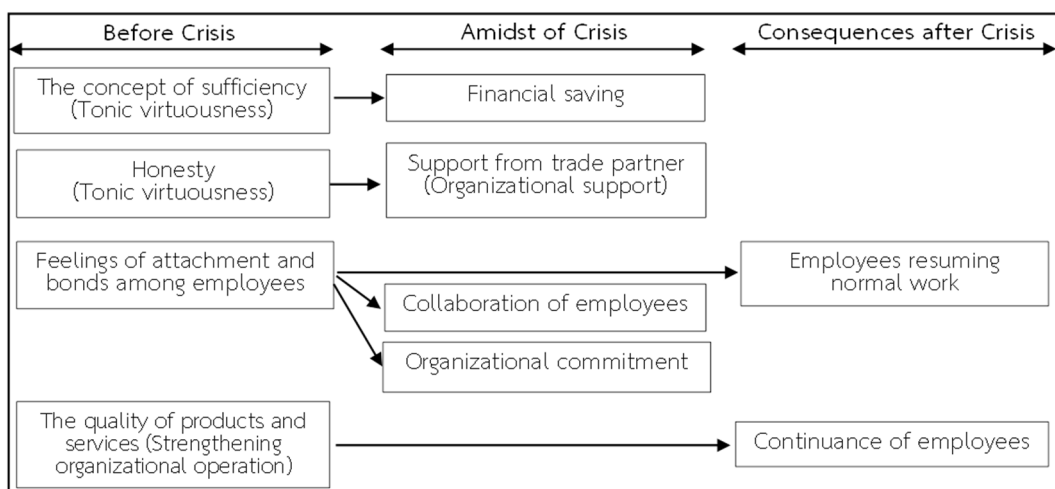 Before Crisis
Amidst of Crisis
Consequences after Crisis
The concept of sufficiency
(Tonic virtuousness)
Financial saving
Honesty
(Tonic virtuousness)
Support from trade partner
(Organizational support)
Feelings of attachment and
bonds among employees
Employees resuming
normal work
Collaboration of employees
Organizational commitment
The quality of products and
services (Strengthening
organizational operation)
Continuance of employees